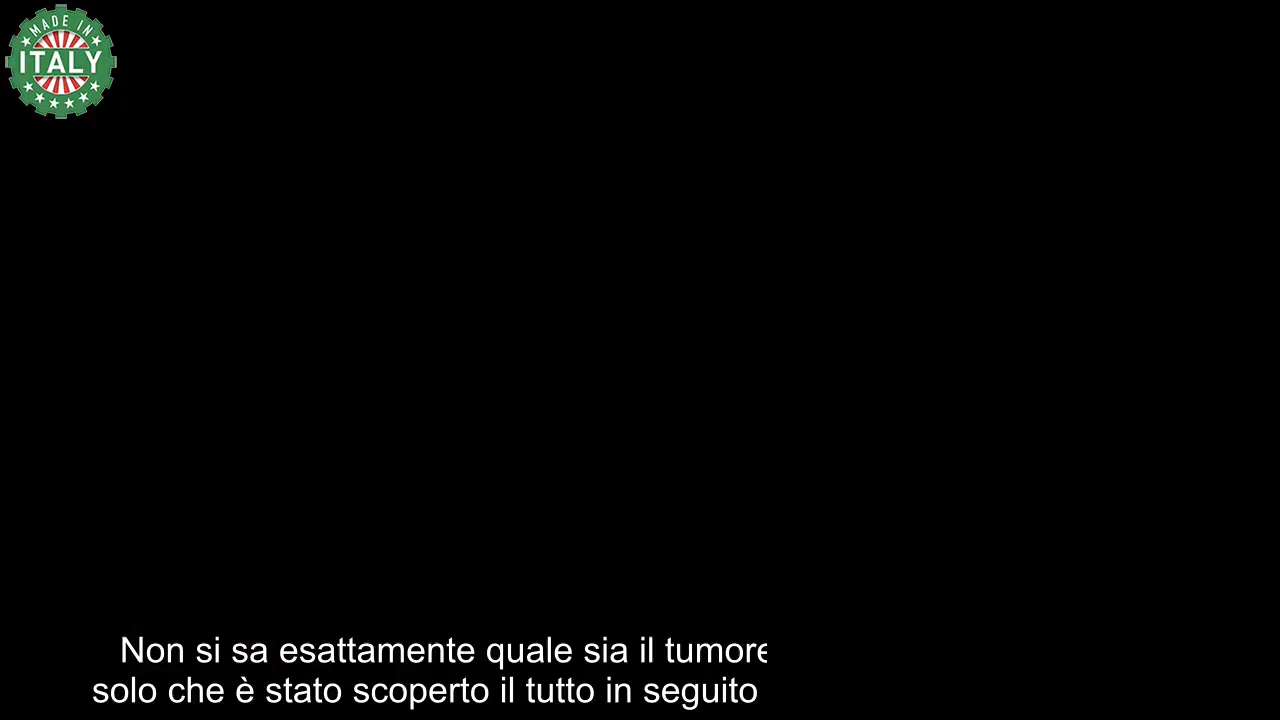 MADE IN
ITALY
Non si sa esattamente quale sia il tumore
solo che è stato scoperto il tutto in seguito